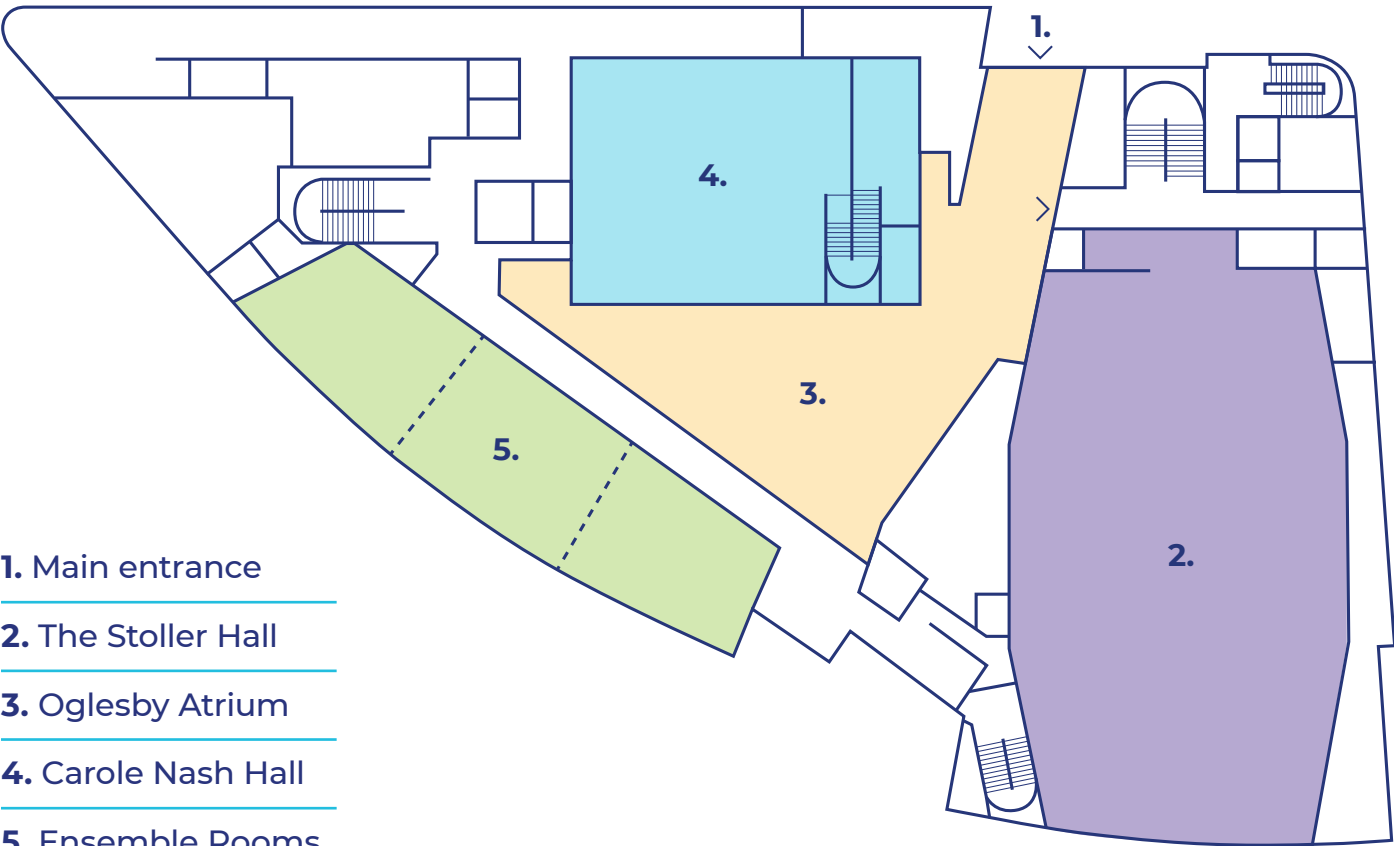 1.
4.
3.
5.
2.
1. Main entrance
2. The Stoller Hall
3. Oglesby Atrium
4. Carole Nash Hall
5. Ensemble Rooms